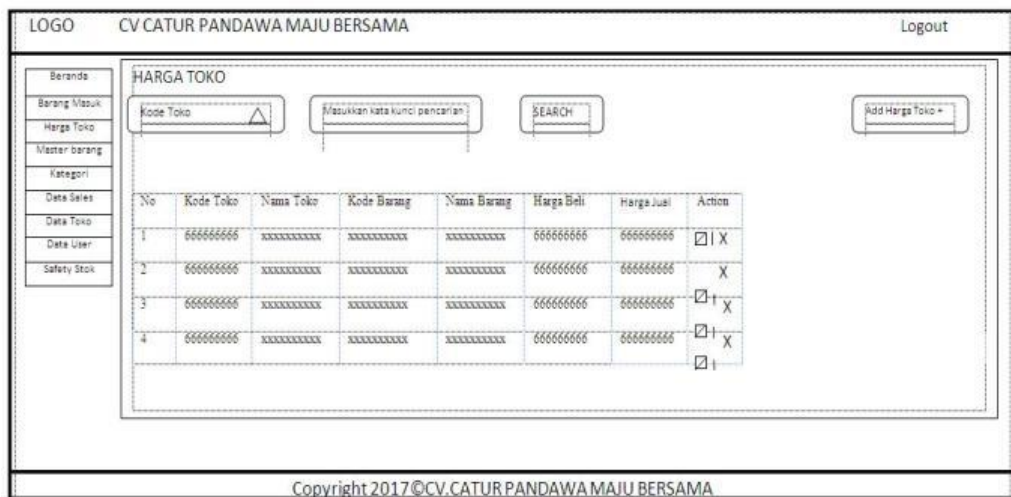 LOGO CV CATUR PANDAWA MAJU BERSAMA Logout
Beranda
Barang Masuk
Harga Toko
Master barang
Kategori
Data Sales
Data Toko
Data User
Safety Stok
HARGA TOKO
Kode Toko Masukkan kata kunci pencarian SEARCH Add Harga Toko +
No Kode Toko Nama Toko Kode Barang Nama Barang Harga Beli Harga Jual Action
1 666666666 xxxxxxxxxx xxxxxxxxxx xxxxxxxxxx 666666666 666666666 | X
2 666666666 xxxxxxxxxx xxxxxxxxxx xxxxxxxxxx 666666666 666666666 X
3 666666666 xxxxxxxxxx xxxxxxxxxx xxxxxxxxxx 666666666 666666666 | X
4 666666666 xxxxxxxxxx xxxxxxxxxx xxxxxxxxxx 666666666 666666666 | X
|
Copyright 2017©CV.CATUR PANDAWA MAJU BERSAMA